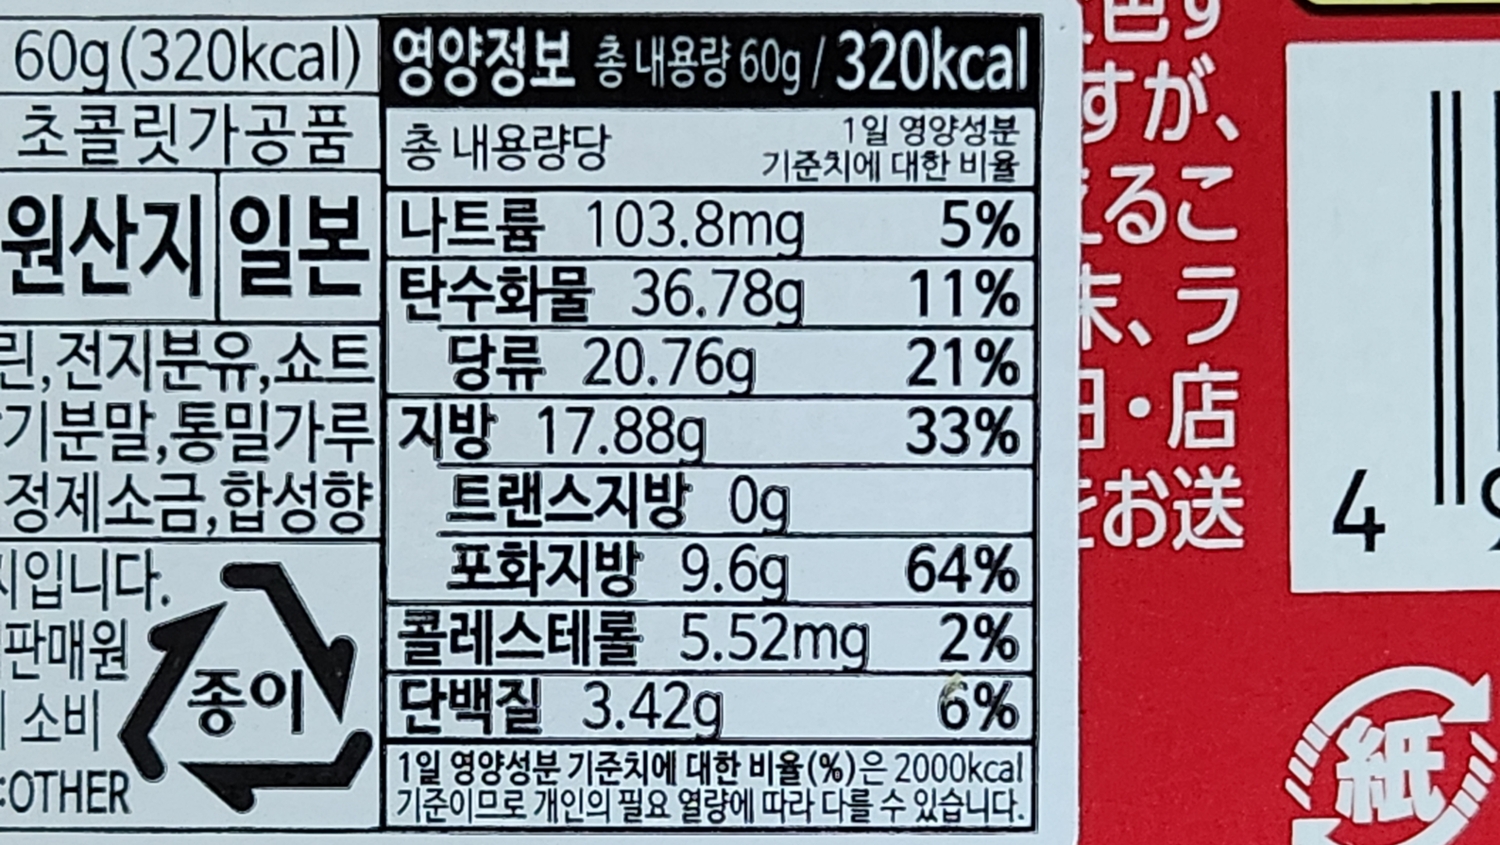 60g(320kcal)
초콜릿가공품
원산지 일본
린,전지분유,쇼트
기분말,통밀가루
정제소금,합성향
입니다.
판매원
소비
종이
:OTHER
영양정보 총 내용량 60g / 320kcal
총 내용량당 1일 영양성분
기준치에 대한 비율
나트륨 103.8mg 5%
탄수화물 36.78g 11%
당류 20.76g 21%
지방 17.88g 33%
트랜스지방 0g
포화지방 9.6g 64%
콜레스테롤 5.52mg 2%
단백질 3.42g 6%
1일 영양성분 기준치에 대한 비율(%)은 2000kcal
기준이므로 개인의 필요 열량에 따라 다를 수 있습니다.
色す
すが、
るこ
末、ラ
・店
お送
4
紙